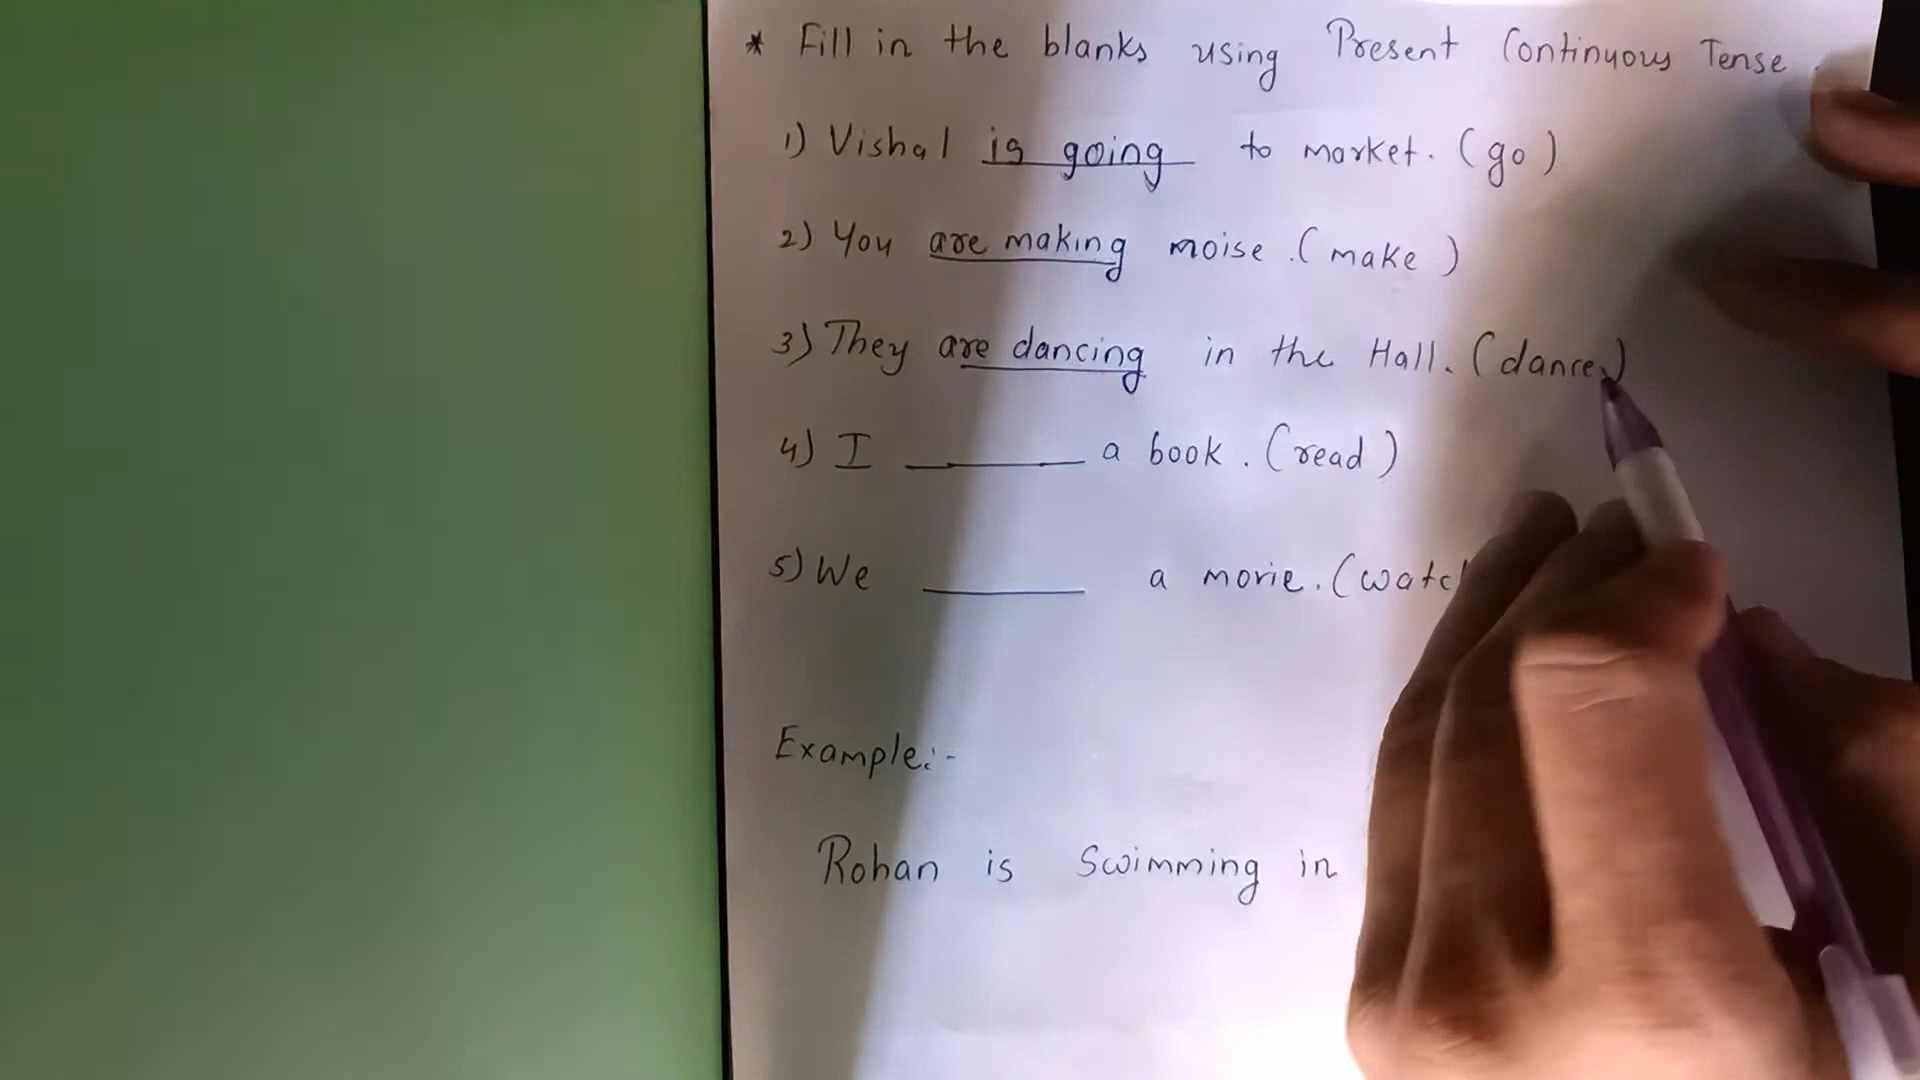 * Fill in the blanks using Present Continuous Tense.
1) Vishal is going to market. (go)
2) You are making noise. (make)
3) They are dancing in the Hall. (dance)
4) I ________ a book. (read)
5) We ________ a movie. (watc
Example:-
Rohan is Swimming in